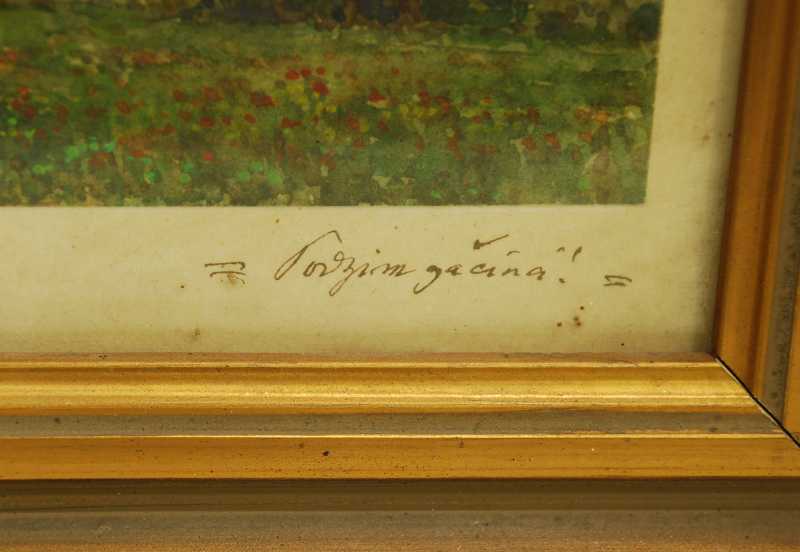 = Podzim začíná! =